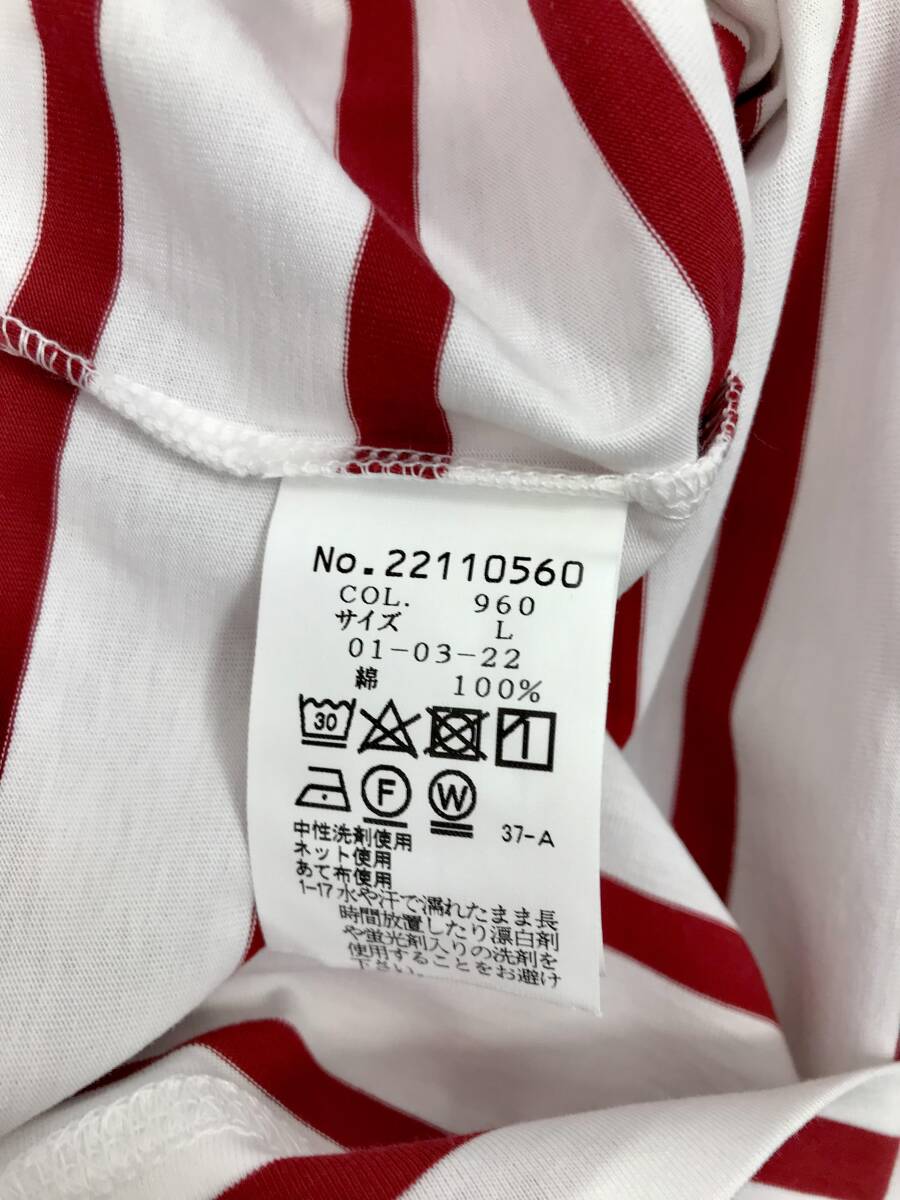 No.22110560
COL. 960
サイズ L
01-03-22
綿 100%
30
F W 37-A
中性洗剤使用
ネット使用
あて布使用
1-17 水や汗で濡れたまま長
時間放置したり漂白剤
や蛍光剤入りの洗剤を
使用することをお避け
下さい。